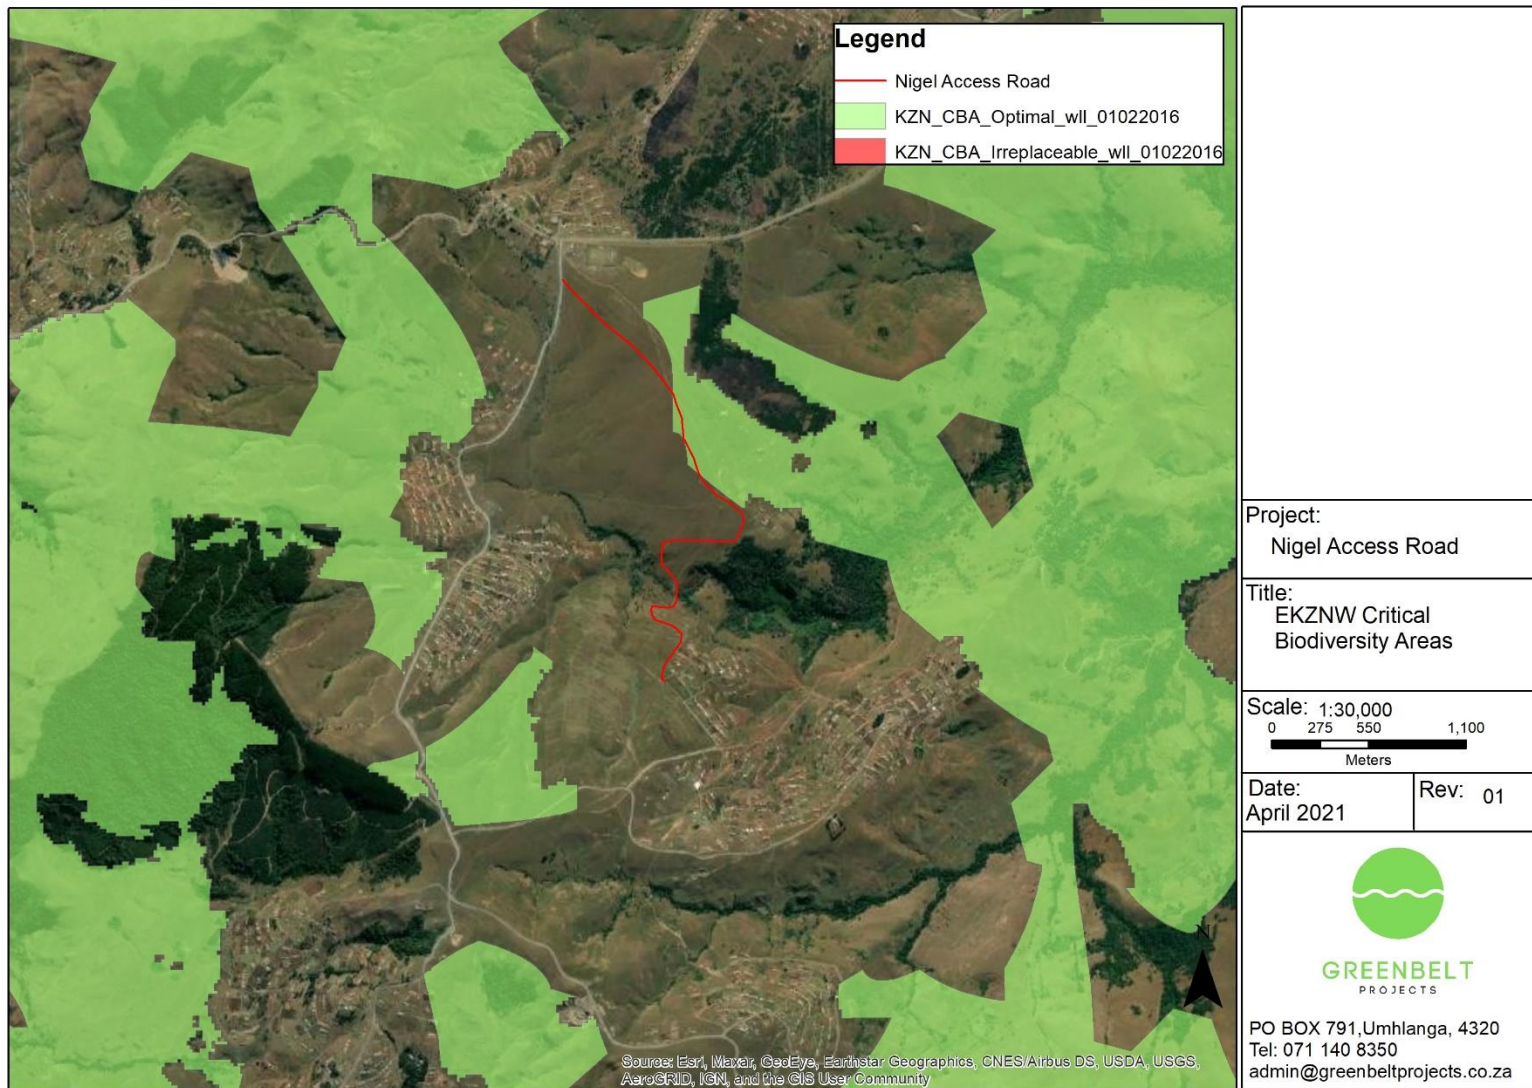 Legend
Nigel Access Road
KZN_CBA_Optimal_wll_01022016
KZN_CBA_Irreplaceable_wll_01022016
Project:
Nigel Access Road
Title:
EKZNW Critical
Biodiversity Areas
Scale: 1:30,000
0 275 550 1,100
Meters
Date:
April 2021
Rev: 01
GREENBELT
PROJECTS
PO BOX 791,Umhlanga, 4320
Tel: 071 140 8350
admin@greenbeltprojects.co.za
N
Source: Esri, Maxar, GeoEye, Earthstar Geographics, CNES/Airbus DS, USDA, USGS,
AeroGRID, IGN, and the GIS User Community